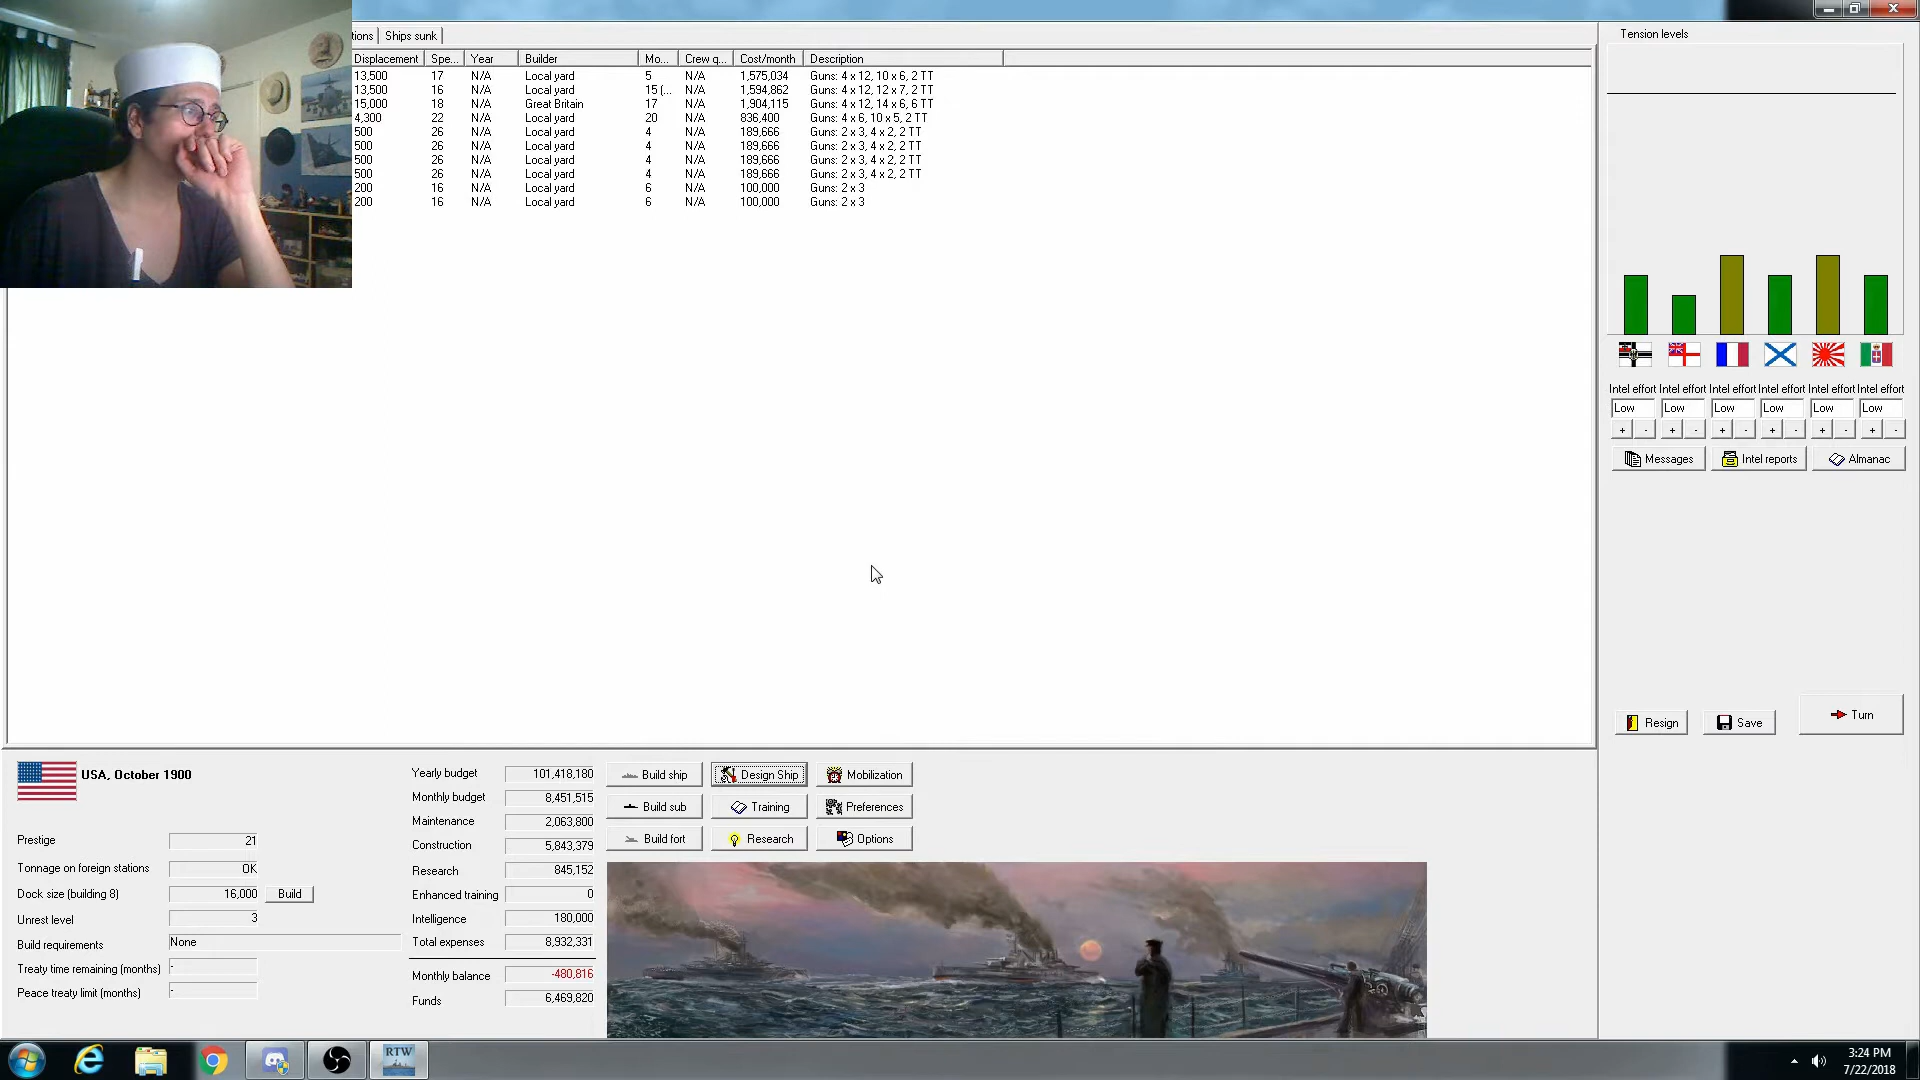 tions Ships sunk
Displacement Spe... Year Builder Mo... Crew q... Cost/month Description
13,500 17 N/A Local yard 5 N/A 1,575,034 Guns: 4 x 12, 10 x 6, 2 TT
13,500 16 N/A Local yard 15 (... N/A 1,594,862 Guns: 4 x 12, 12 x 7, 2 TT
15,000 18 N/A Great Britain 17 N/A 1,904,115 Guns: 4 x 12, 14 x 6, 6 TT
4,300 22 N/A Local yard 20 N/A 836,400 Guns: 4 x 6, 10 x 5, 2 TT
500 26 N/A Local yard 4 N/A 189,666 Guns: 2 x 3, 4 x 2, 2 TT
500 26 N/A Local yard 4 N/A 189,666 Guns: 2 x 3, 4 x 2, 2 TT
500 26 N/A Local yard 4 N/A 189,666 Guns: 2 x 3, 4 x 2, 2 TT
500 26 N/A Local yard 4 N/A 189,666 Guns: 2 x 3, 4 x 2, 2 TT
200 16 N/A Local yard 6 N/A 100,000 Guns: 2 x 3
200 16 N/A Local yard 6 N/A 100,000 Guns: 2 x 3
Tension levels
Intel effort Intel effort Intel effort Intel effort Intel effort Intel effort
Low Low Low Low Low Low
+ - + - + - + - + - + -
Messages Intel reports Almanac
Resign Save Turn
USA, October 1900
Prestige 21
Tonnage on foreign stations OK
Dock size (building 8) 16,000 Build
Unrest level 3
Build requirements None
Treaty time remaining (months) -
Peace treaty limit (months) -
Yearly budget 101,418,180
Monthly budget 8,451,515
Maintenance 2,063,800
Construction 5,843,379
Research 845,152
Enhanced training 0
Intelligence 180,000
Total expenses 8,932,331
Monthly balance -480,816
Funds 6,469,820
Build ship Design Ship Mobilization
Build sub Training Preferences
Build fort Research Options
RTW
3:24 PM
7/22/2018